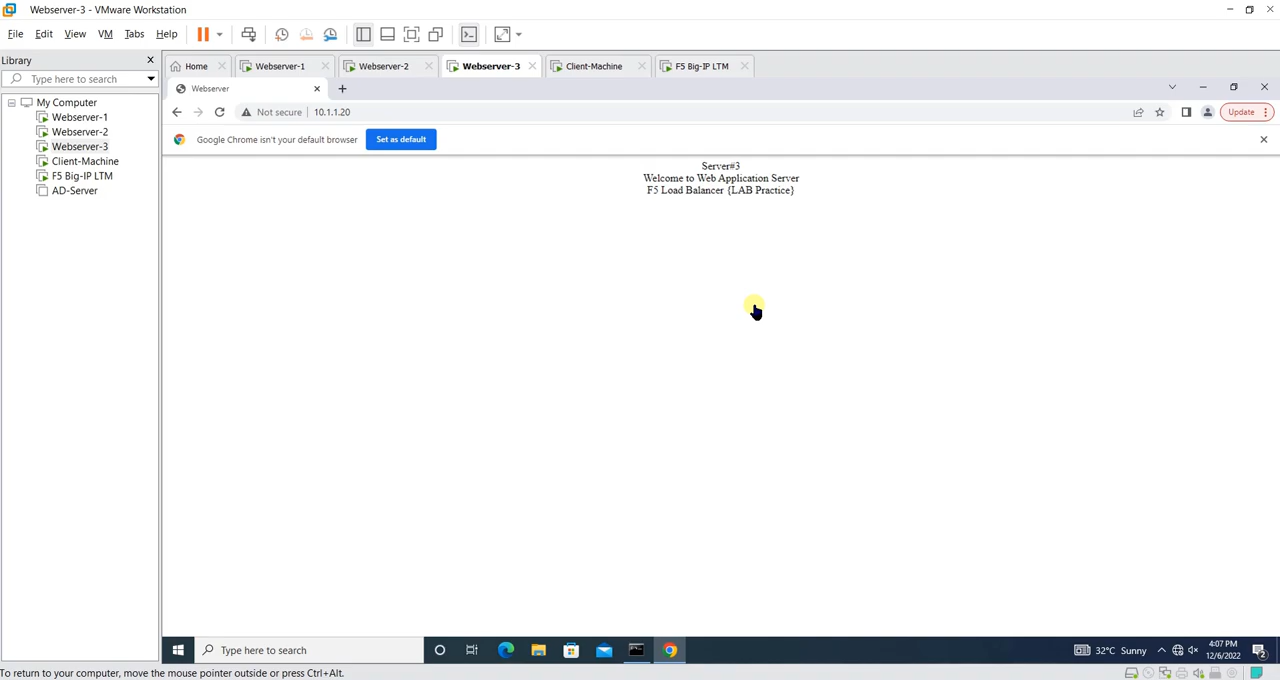 Webserver-3 - VMware Workstation
File Edit View VM Tabs Help
Library
Type here to search
My Computer
Webserver-1
Webserver-2
Webserver-3
Client-Machine
F5 Big-IP LTM
AD-Server
Home Webserver-1 Webserver-2 Webserver-3 Client-Machine F5 Big-IP LTM
Webserver
Not secure 10.1.1.20 Update
Google Chrome isn't your default browser Set as default
Server#3
Welcome to Web Application Server
F5 Load Balancer {LAB Practice}
Type here to search
32°C Sunny
4:07 PM
12/6/2022
2
To return to your computer, move the mouse pointer outside or press Ctrl+Alt.